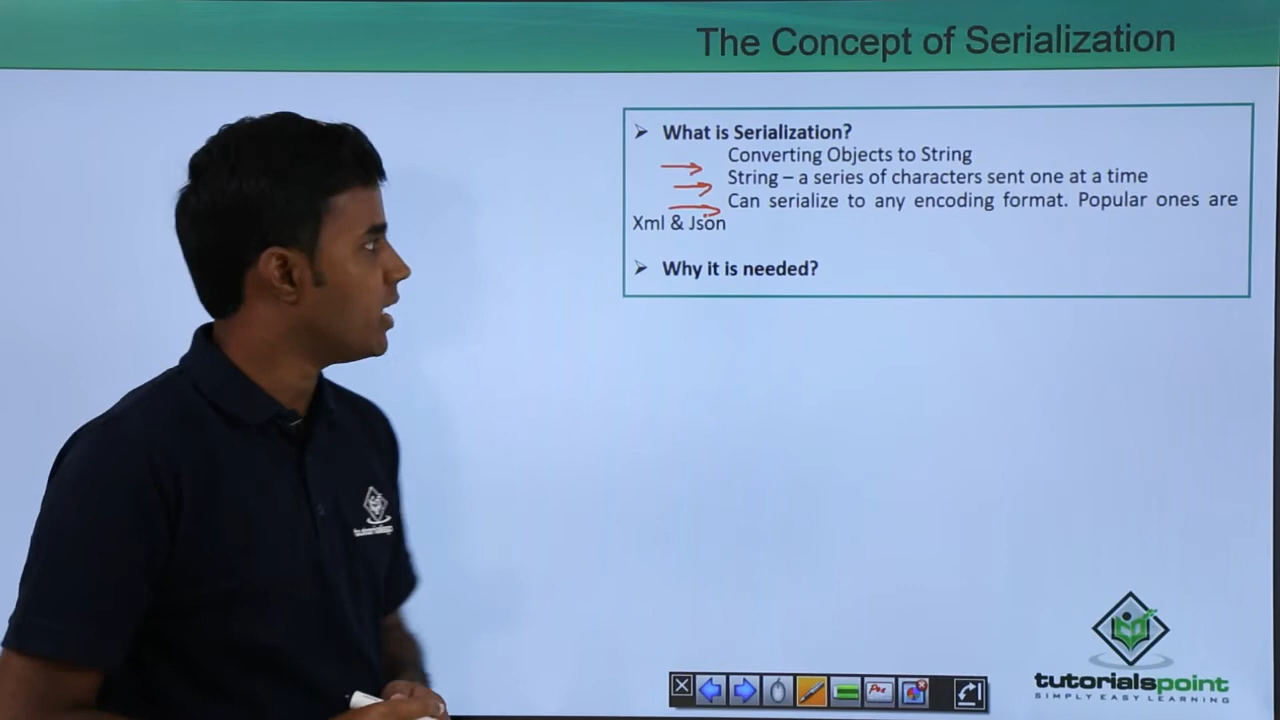 The Concept of Serialization
What is Serialization?
Converting Objects to String
String – a series of characters sent one at a time
Can serialize to any encoding format. Popular ones are
Xml & Json
Why it is needed?
tutorialspoint
SIMPLY EASY LEARNING